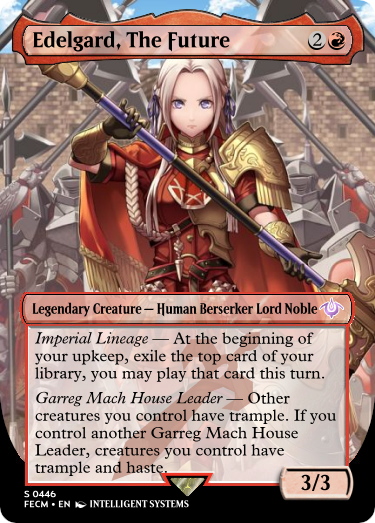 Edelgard, The Future 2
Legendary Creature — Human Berserker Lord Noble
Imperial Lineage — At the beginning of
your upkeep, exile the top card of your
library, you may play that card this turn.
Garreg Mach House Leader — Other
creatures you control have trample. If you
control another Garreg Mach House
Leader, creatures you control have
trample and haste.
3/3
S 0446
FECM • EN INTELLIGENT SYSTEMS